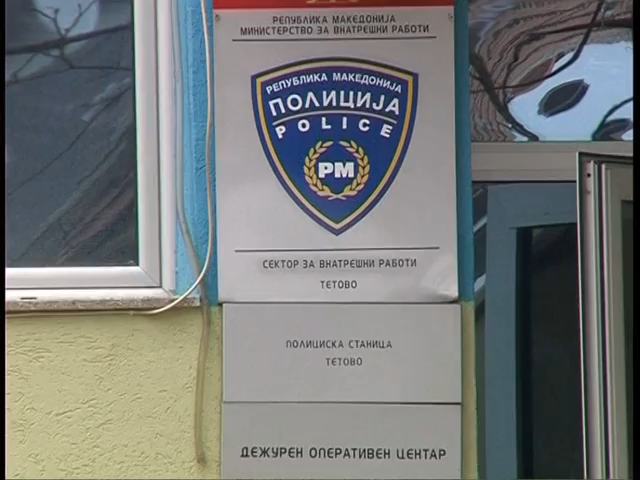 РЕПУБЛИКА МАКЕДОНИЈА
МИНИСТЕРСТВО ЗА ВНАТРЕШНИ РАБОТИ
РЕПУБЛИКА МАКЕДОНИЈА
ПОЛИЦИЈА
POLICE
РМ
СЕКТОР ЗА ВНАТРЕШНИ РАБОТИ
ТЕТОВО
ПОЛИЦИСКА СТАНИЦА
ТЕТОВО
ДЕЖУРЕН ОПЕРАТИВЕН ЦЕНТАР